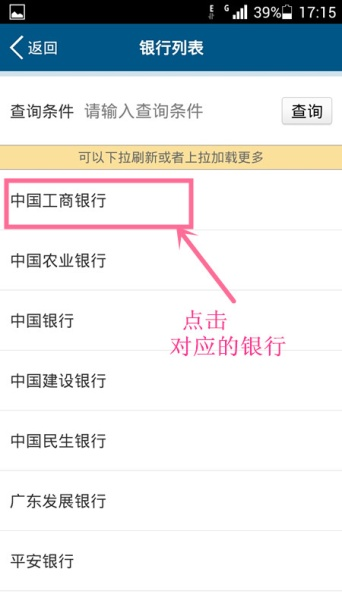 E G 39% 17:15
返回 银行列表
查询条件 请输入查询条件 查询
可以下拉刷新或者上拉加载更多
中国工商银行
中国农业银行
中国银行
点击
对应的银行
中国建设银行
中国民生银行
广东发展银行
平安银行